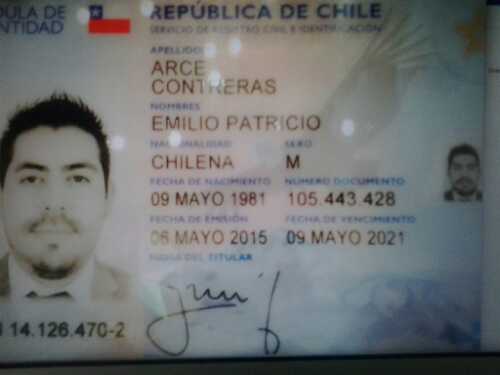 DULA DE
ENTIDAD
REPÚBLICA DE CHILE
SERVICIO DE REGISTRO CIVIL E IDENTIFICACIÓN
APELLIDOS
ARCE
CONTRERAS
NOMBRES
EMILIO PATRICIO
NACIONALIDAD SEXO
CHILENA M
FECHA DE NACIMIENTO NÚMERO DOCUMENTO
09 MAYO 1981 105.443.428
FECHA DE EMISIÓN FECHA DE VENCIMIENTO
06 MAYO 2015 09 MAYO 2021
FIRMA DEL TITULAR
14.126.470-2